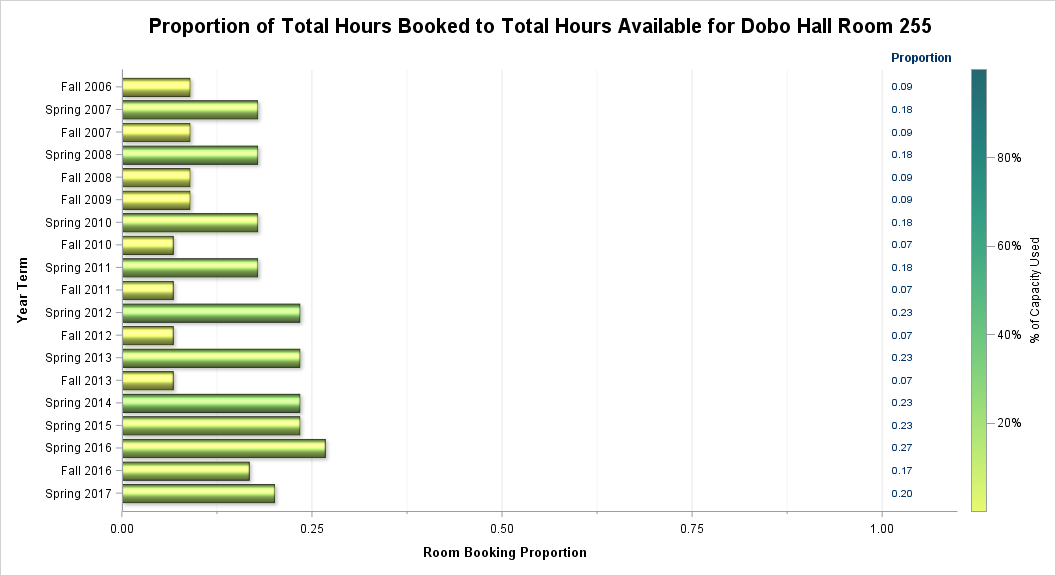 Proportion of Total Hours Booked to Total Hours Available for Dobo Hall Room 255
Proportion
Fall 2006 0.09
Spring 2007 0.18
Fall 2007 0.09
Spring 2008 0.18
Fall 2008 0.09
Fall 2009 0.09
Spring 2010 0.18
Fall 2010 0.07
Spring 2011 0.18
Fall 2011 0.07
Spring 2012 0.23
Fall 2012 0.07
Spring 2013 0.23
Fall 2013 0.07
Spring 2014 0.23
Spring 2015 0.23
Spring 2016 0.27
Fall 2016 0.17
Spring 2017 0.20
Year Term
0.00 0.25 0.50 0.75 1.00
Room Booking Proportion
80%
60%
40%
20%
% of Capacity Used